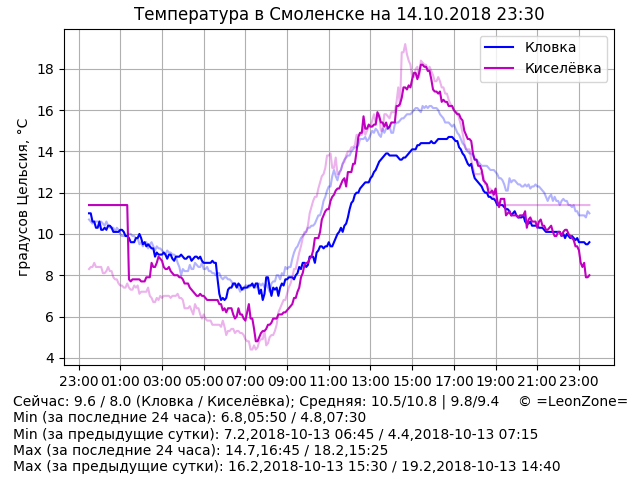 Температура в Смоленске на 14.10.2018 23:30
градусов Цельсия, °C
18
16
14
12
10
8
6
4
Кловка
Киселёвка
23:00 01:00 03:00 05:00 07:00 09:00 11:00 13:00 15:00 17:00 19:00 21:00 23:00
Сейчас: 9.6 / 8.0 (Кловка / Киселёвка); Средняя: 10.5/10.8 | 9.8/9.4 © =LeonZone=
Min (за последние 24 часа): 6.8,05:50 / 4.8,07:30
Min (за предыдущие сутки): 7.2,2018-10-13 06:45 / 4.4,2018-10-13 07:15
Max (за последние 24 часа): 14.7,16:45 / 18.2,15:25
Max (за предыдущие сутки): 16.2,2018-10-13 15:30 / 19.2,2018-10-13 14:40